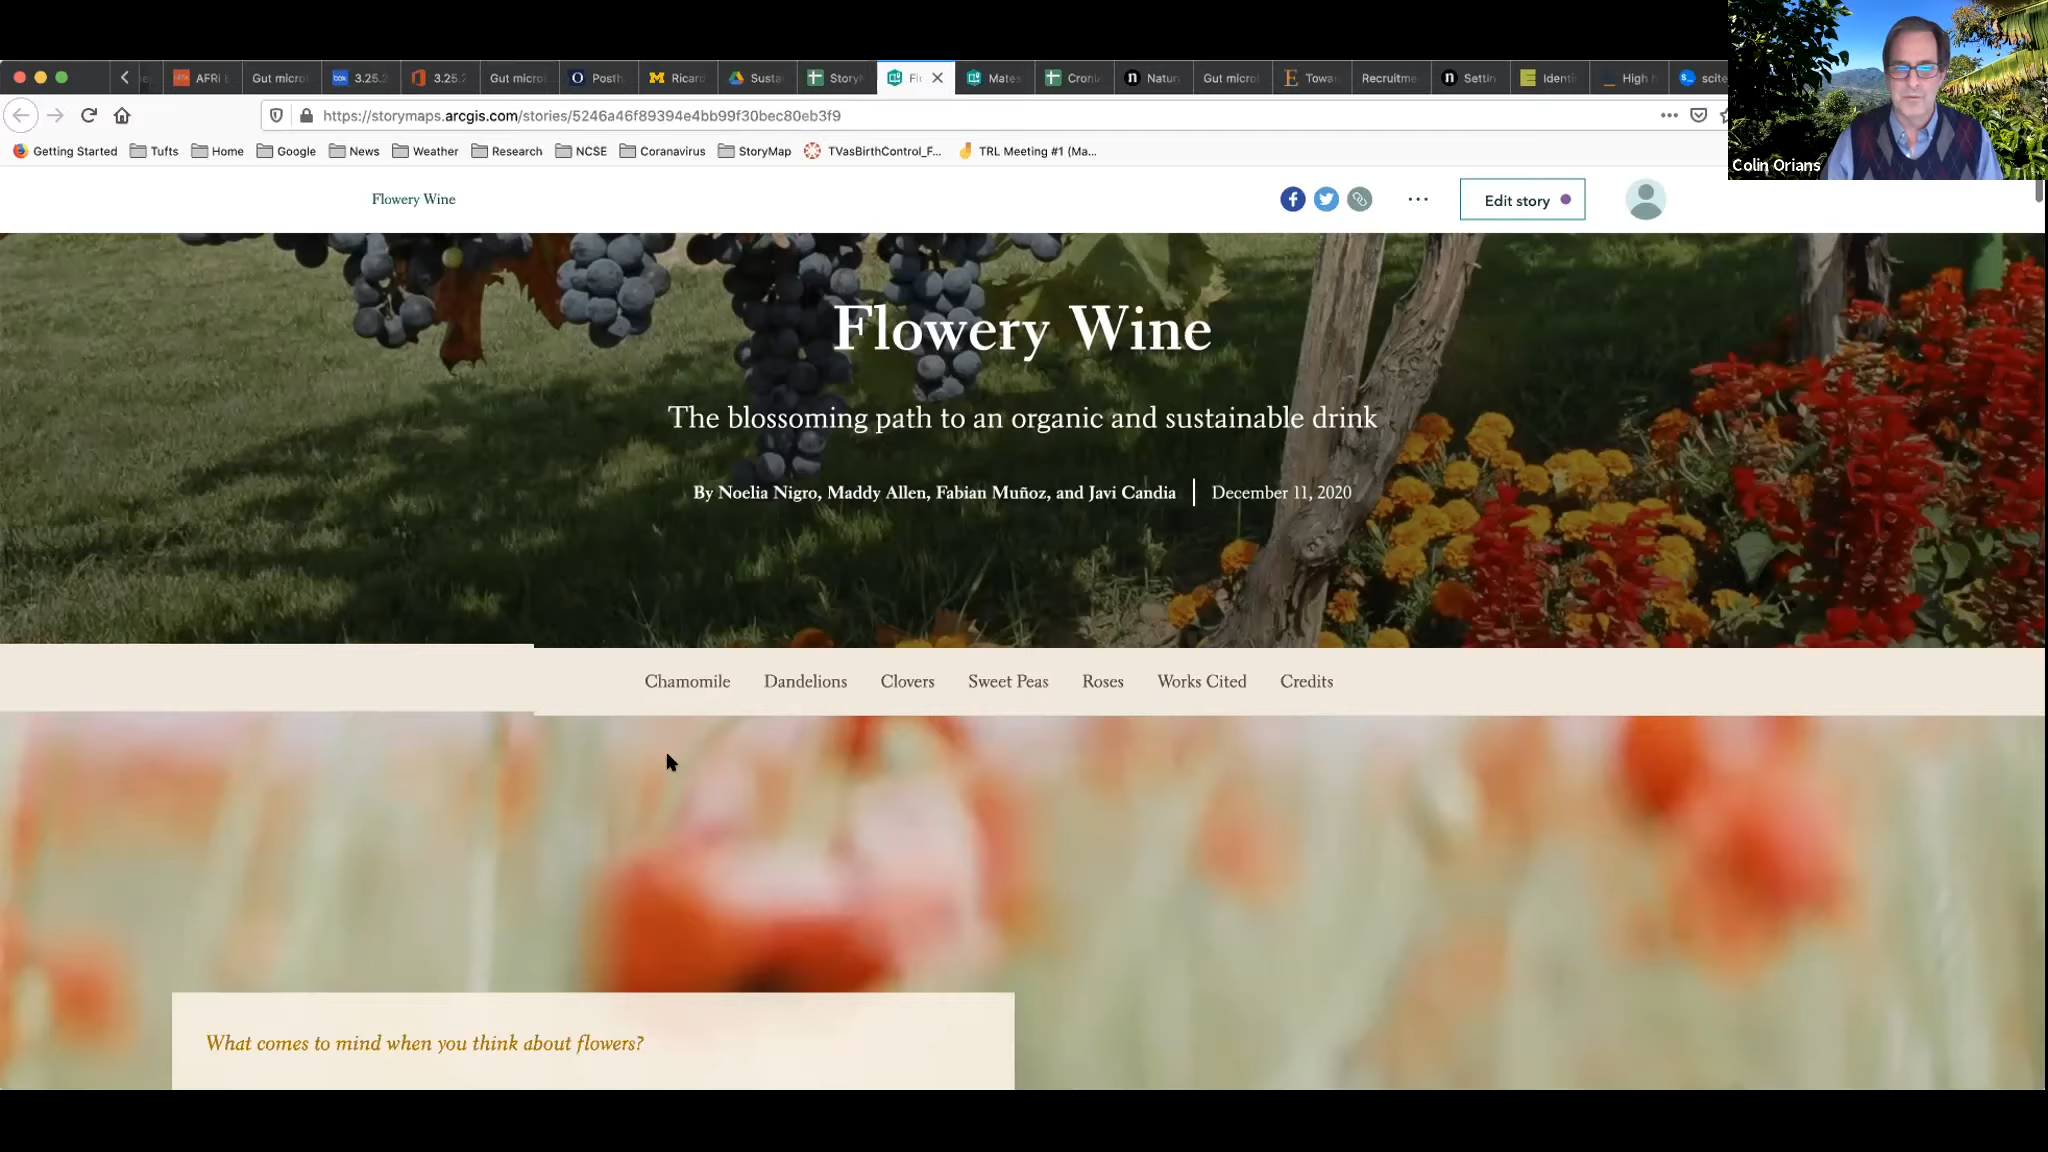 AFRI
Gut micro
box 3.25.2
3.25.
Gut micro
Posth
M Ricard
Susta
Story
Mates
Croni
n Natur
Gut micro
E Towa
Recruitme
n Settin
Identi
High
scite
https://storymaps.arcgis.com/stories/5246a46f89394e4bb99f30bec80eb3f9
Getting Started Tufts Home Google News Weather Research NCSE Coranavirus StoryMap TVasBirthControl_F... TRL Meeting #1 (Ma...
Colin Orians
Flowery Wine
Edit story
Flowery Wine
The blossoming path to an organic and sustainable drink
By Noelia Nigro, Maddy Allen, Fabian Muñoz, and Javi Candia | December 11, 2020
Chamomile Dandelions Clovers Sweet Peas Roses Works Cited Credits
What comes to mind when you think about flowers?